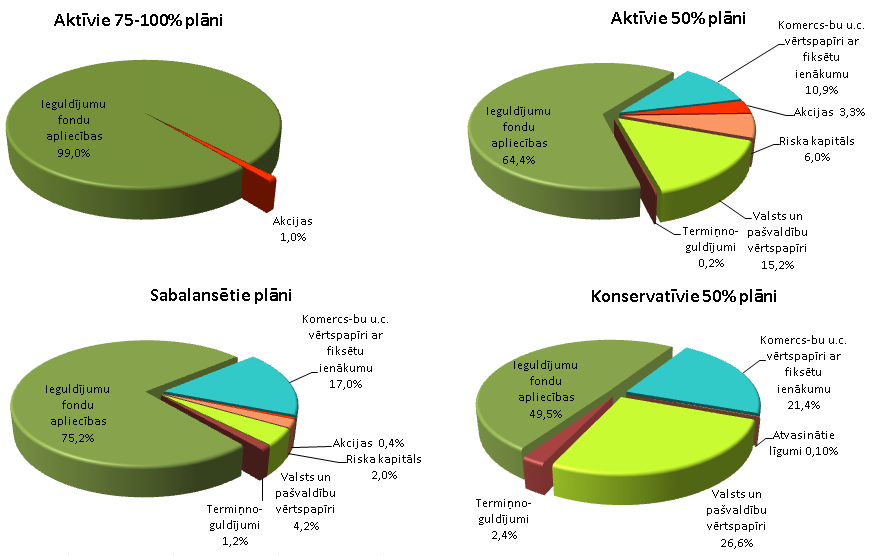 Aktīvie 75-100% plāni
Ieguldījumu
fondu
apliecības
99,0%
Akcijas
1,0%
Aktīvie 50% plāni
Komercs-bu u.c.
vērtspapīri ar
fiksētu
ienākumu
10,9%
Akcijas 3,3%
Riska kapitāls
6,0%
Ieguldījumu
fondu
apliecības
64,4%
Valsts un
pašvaldību
vērtspapīri
15,2%
Termiņno-
guldījumi
0,2%
Sabalansētie plāni
Komercs-bu u.c.
vērtspapīri ar
fiksētu
ienākumu
17,0%
Ieguldījumu
fondu
apliecības
75,2%
Akcijas 0,4%
Riska kapitāls
2,0%
Valsts un
pašvaldību
vērtspapīri
4,2%
Termiņno-
guldījumi
1,2%
Konservatīvie 50% plāni
Komercs-bu u.c.
vērtspapīri ar
fiksētu
ienākumu
21,4%
Ieguldījumu
fondu
apliecības
49,5%
Atvasinātie
līgumi 0,10%
Valsts un
pašvaldību
vērtspapīri
26,6%
Termiņno-
guldījumi
2,4%